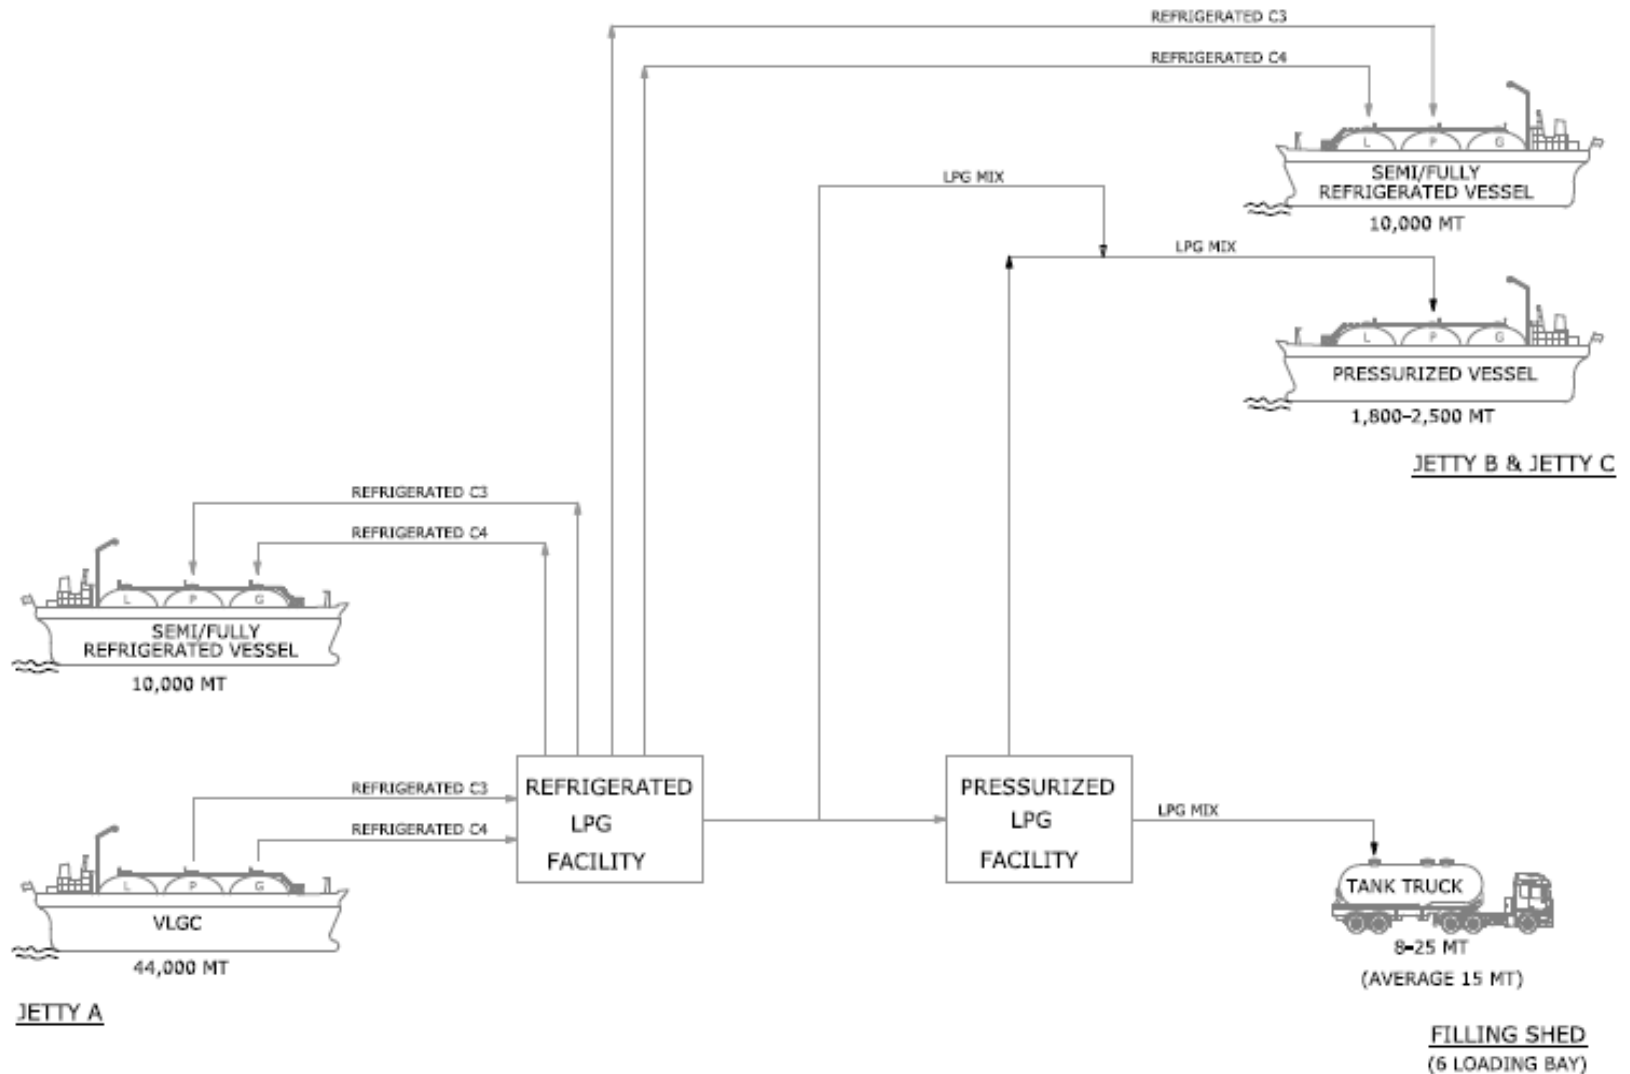 REFRIGERATED C3
REFRIGERATED C4
L P G
SEMI/FULLY
REFRIGERATED VESSEL
10,000 MT
LPG MIX
LPG MIX
L P G
PRESSURIZED VESSEL
1,800-2,500 MT
JETTY B & JETTY C
REFRIGERATED C3
REFRIGERATED C4
L P G
SEMI/FULLY
REFRIGERATED VESSEL
10,000 MT
REFRIGERATED C3
REFRIGERATED C4
L P G
VLGC
44,000 MT
JETTY A
REFRIGERATED
LPG
FACILITY
PRESSURIZED
LPG
FACILITY
LPG MIX
TANK TRUCK
8-25 MT
(AVERAGE 15 MT)
FILLING SHED
(6 LOADING BAY)